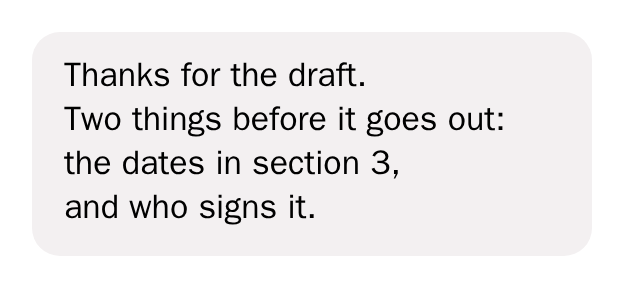 Thanks for the draft.
Two things before it goes out:
the dates in section 3,
and who signs it.